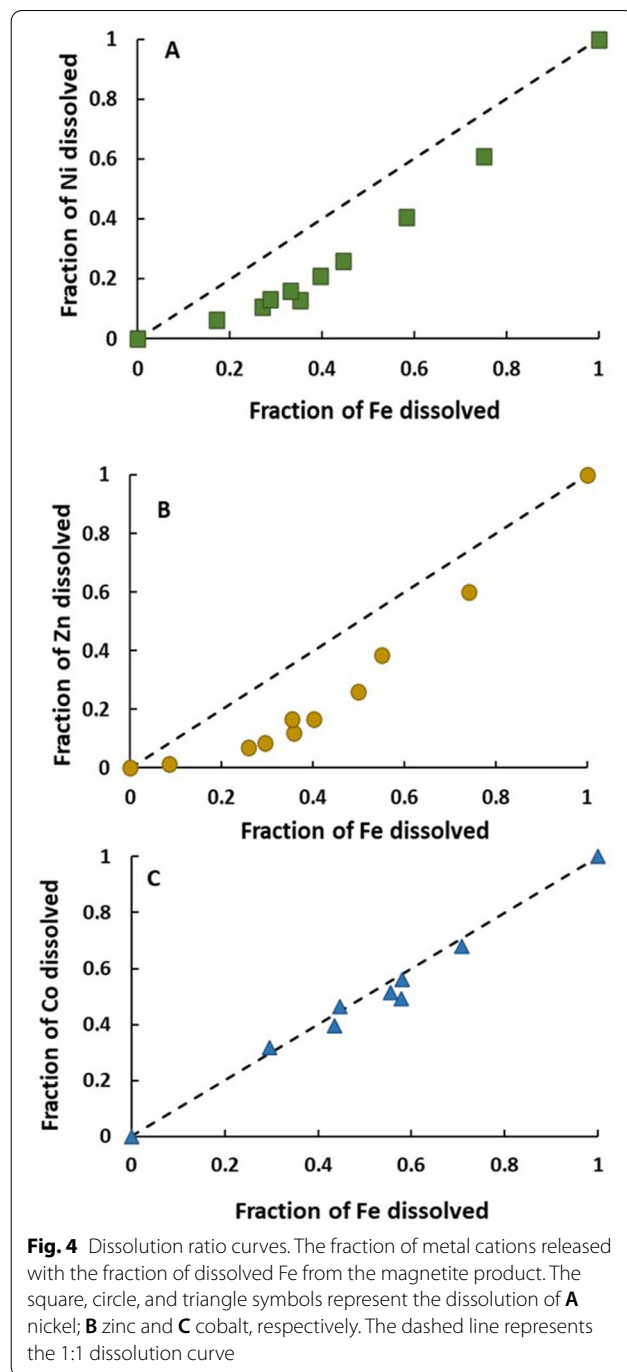 A
Fraction of Ni dissolved
1
0.8
0.6
0.4
0.2
0
0 0.2 0.4 0.6 0.8 1
Fraction of Fe dissolved
B
Fraction of Zn dissolved
1
0.8
0.6
0.4
0.2
0
0 0.2 0.4 0.6 0.8 1
Fraction of Fe dissolved
C
Fraction of Co dissolved
1
0.8
0.6
0.4
0.2
0
0 0.2 0.4 0.6 0.8 1
Fraction of Fe dissolved
Fig. 4 Dissolution ratio curves. The fraction of metal cations released
with the fraction of dissolved Fe from the magnetite product. The
square, circle, and triangle symbols represent the dissolution of A
nickel; B zinc and C cobalt, respectively. The dashed line represents
the 1:1 dissolution curve